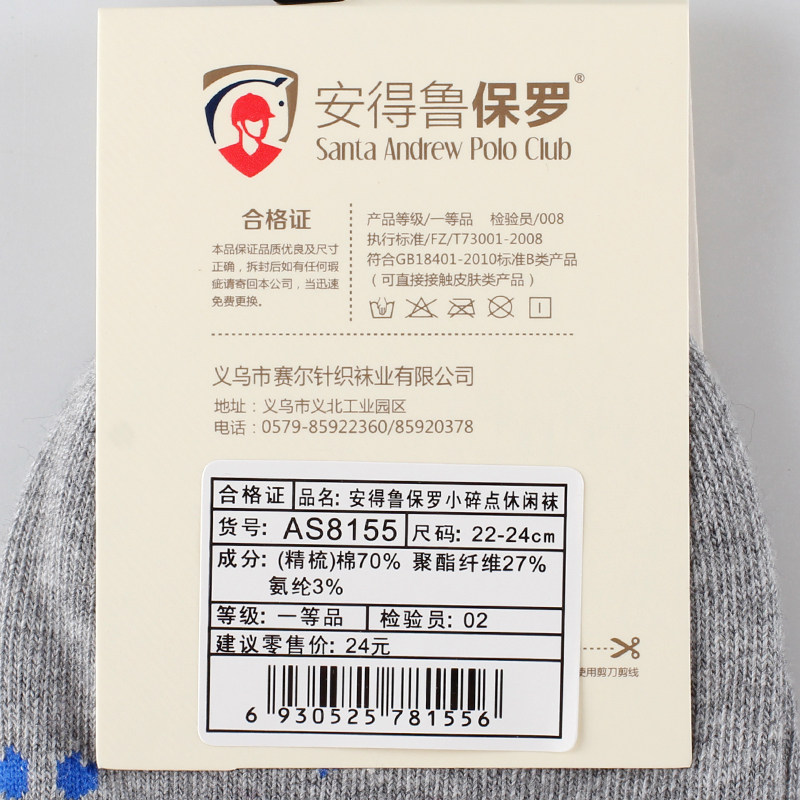 安得鲁保罗®
Santa Andrew Polo Club
合格证
本品保证品质优良及尺寸
正确，拆封后如有任何瑕
疵请寄回本公司，当迅速
免费更换。
产品等级/一等品 检验员/008
执行标准/FZ/T73001-2008
符合GB18401-2010标准B类产品
（可直接接触皮肤类产品）
义乌市赛尔针织袜业有限公司
地址：义乌市义北工业园区
电话：0579-85922360/85920378
合格证 品名: 安得鲁保罗小碎点休闲袜
货号: AS8155 尺码: 22-24cm
成分: (精梳)棉70% 聚酯纤维27%
氨纶3%
等级: 一等品 检验员: 02
建议零售价: 24元
6 930525 781556
使用剪刀剪线